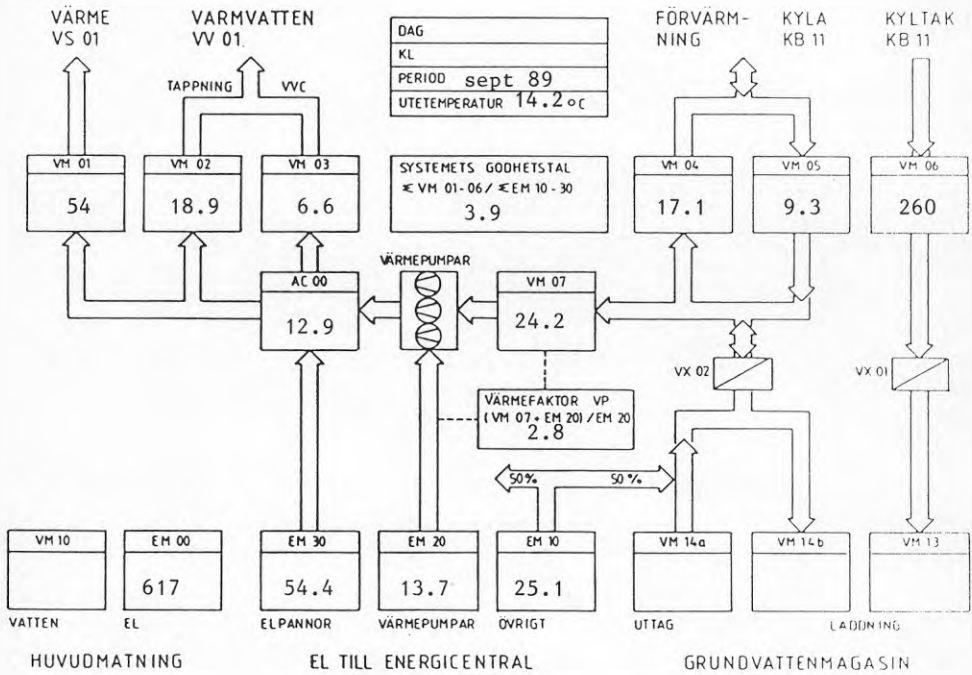 VÄRME
VS 01
VARMVATTEN
VV 01.
TAPPNING
VVC
DAG
KL
PERIOD sept 89
UTETEMPERATUR 14.2°C
FÖRVÄRM-
NING
KYLA
KB 11
KYLTAK
KB 11
VM 01
54
VM 02
18.9
VM 03
6.6
SYSTEMETS GODHETSTAL
Σ VM 01-06 / Σ EM 10-30
3.9
VM 04
17.1
VM 05
9.3
VM 06
260
VÄRMEPUMPAR
AC 00
12.9
VM 07
24.2
VX 02
VX 01
VÄRMEFAKTOR VP
(VM 07 + EM 20) / EM 20
2.8
50%
50%
VM 10
EM 00
617
EM 30
54.4
EM 20
13.7
EM 10
25.1
VM 14a
VM 14b
VM 13
VATTEN
EL
ELPANNOR
VÄRMEPUMPAR
ÖVRIGT
UTTAG
LADDNING
HUVUDMATNING
EL TILL ENERGICENTRAL
GRUNDVATTENMAGASIN